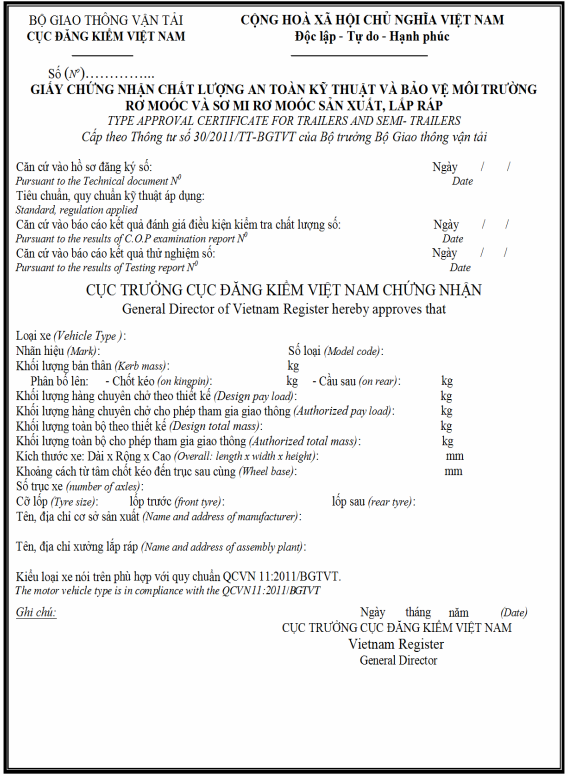 BỘ GIAO THÔNG VẬN TẢI
CỤC ĐĂNG KIỂM VIỆT NAM
CỘNG HOÀ XÃ HỘI CHỦ NGHĨA VIỆT NAM
Độc lập - Tự do - Hạnh phúc
Số (Nº)…………...
GIẤY CHỨNG NHẬN CHẤT LƯỢNG AN TOÀN KỸ THUẬT VÀ BẢO VỆ MÔI TRƯỜNG
RƠ MOÓC VÀ SƠ MI RƠ MOÓC SẢN XUẤT, LẮP RÁP
TYPE APPROVAL CERTIFICATE FOR TRAILERS AND SEMI- TRAILERS
Cấp theo Thông tư số 30/2011/TT-BGTVT của Bộ trưởng Bộ Giao thông vận tải
Căn cứ vào hồ sơ đăng ký số: Ngày / /
Pursuant to the Technical document N⁰ Date
Tiêu chuẩn, quy chuẩn kỹ thuật áp dụng:
Standard, regulation applied
Căn cứ vào báo cáo kết quả đánh giá điều kiện kiểm tra chất lượng số: Ngày / /
Pursuant to the results of C.O.P examination report N⁰ Date
Căn cứ vào báo cáo kết quả thử nghiệm số: Ngày / /
Pursuant to the results of Testing report N⁰ Date
CỤC TRƯỞNG CỤC ĐĂNG KIỂM VIỆT NAM CHỨNG NHẬN
General Director of Vietnam Register hereby approves that
Loại xe (Vehicle Type ):
Nhãn hiệu (Mark): Số loại (Model code):
Khối lượng bản thân (Kerb mass): kg
Phân bố lên: - Chốt kéo (on kingpin): kg - Cầu sau (on rear): kg
Khối lượng hàng chuyên chở theo thiết kế (Design pay load): kg
Khối lượng hàng chuyên chở cho phép tham gia giao thông (Authorized pay load): kg
Khối lượng toàn bộ theo thiết kế (Design total mass): kg
Khối lượng toàn bộ cho phép tham gia giao thông (Authorized total mass): kg
Kích thước xe: Dài x Rộng x Cao (Overall: length x width x height): mm
Khoảng cách từ tâm chốt kéo đến trục sau cùng (Wheel base): mm
Số trục xe (number of axles):
Cỡ lốp (Tyre size): lốp trước (front tyre): lốp sau (rear tyre):
Tên, địa chỉ cơ sở sản xuất (Name and address of manufacturer):
Tên, địa chỉ xưởng lắp ráp (Name and address of assembly plant):
Kiểu loại xe nói trên phù hợp với quy chuẩn QCVN 11:2011/BGTVT.
The motor vehicle type is in compliance with the QCVN11:2011/BGTVT
Ghi chú: Ngày tháng năm (Date)
CỤC TRƯỞNG CỤC ĐĂNG KIỂM VIỆT NAM
Vietnam Register
General Director